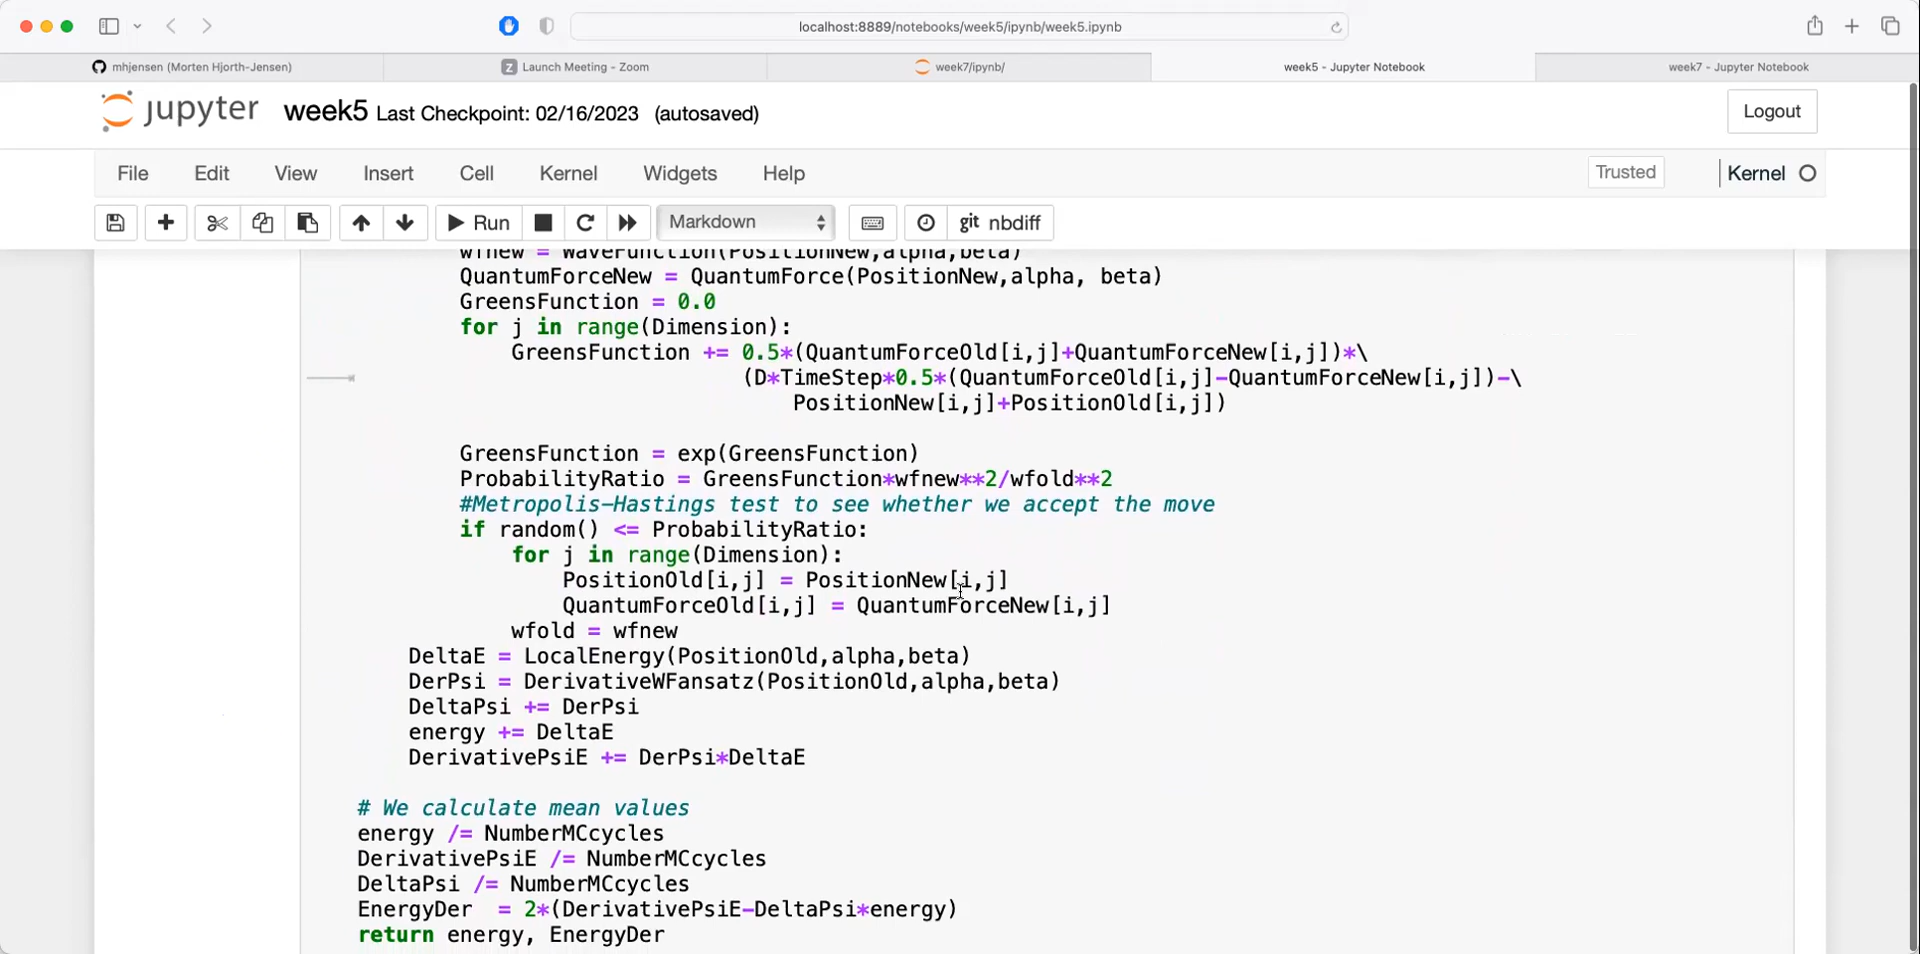 localhost:8889/notebooks/week5/ipynb/week5.ipynb
mhjensen (Morten Hjorth-Jensen)
Launch Meeting - Zoom
week7/ipynb/
week5 - Jupyter Notebook
week7 - Jupyter Notebook
jupyter week5 Last Checkpoint: 02/16/2023 (autosaved)
Logout
File Edit View Insert Cell Kernel Widgets Help
Trusted
Kernel
Run
Markdown
git nbdiff
wfnew = WaveFunction(PositionNew,alpha,beta)
QuantumForceNew = QuantumForce(PositionNew,alpha, beta)
GreensFunction = 0.0
for j in range(Dimension):
GreensFunction += 0.5*(QuantumForceOld[i,j]+QuantumForceNew[i,j])*\
(D*TimeStep*0.5*(QuantumForceOld[i,j]-QuantumForceNew[i,j])-\
PositionNew[i,j]+PositionOld[i,j])
GreensFunction = exp(GreensFunction)
ProbabilityRatio = GreensFunction*wfnew**2/wfold**2
#Metropolis-Hastings test to see whether we accept the move
if random() <= ProbabilityRatio:
for j in range(Dimension):
PositionOld[i,j] = PositionNew[i,j]
QuantumForceOld[i,j] = QuantumForceNew[i,j]
wfold = wfnew
DeltaE = LocalEnergy(PositionOld,alpha,beta)
DerPsi = DerivativeWFansatz(PositionOld,alpha,beta)
DeltaPsi += DerPsi
energy += DeltaE
DerivativePsiE += DerPsi*DeltaE
# We calculate mean values
energy /= NumberMCcycles
DerivativePsiE /= NumberMCcycles
DeltaPsi /= NumberMCcycles
EnergyDer  = 2*(DerivativePsiE-DeltaPsi*energy)
return energy, EnergyDer